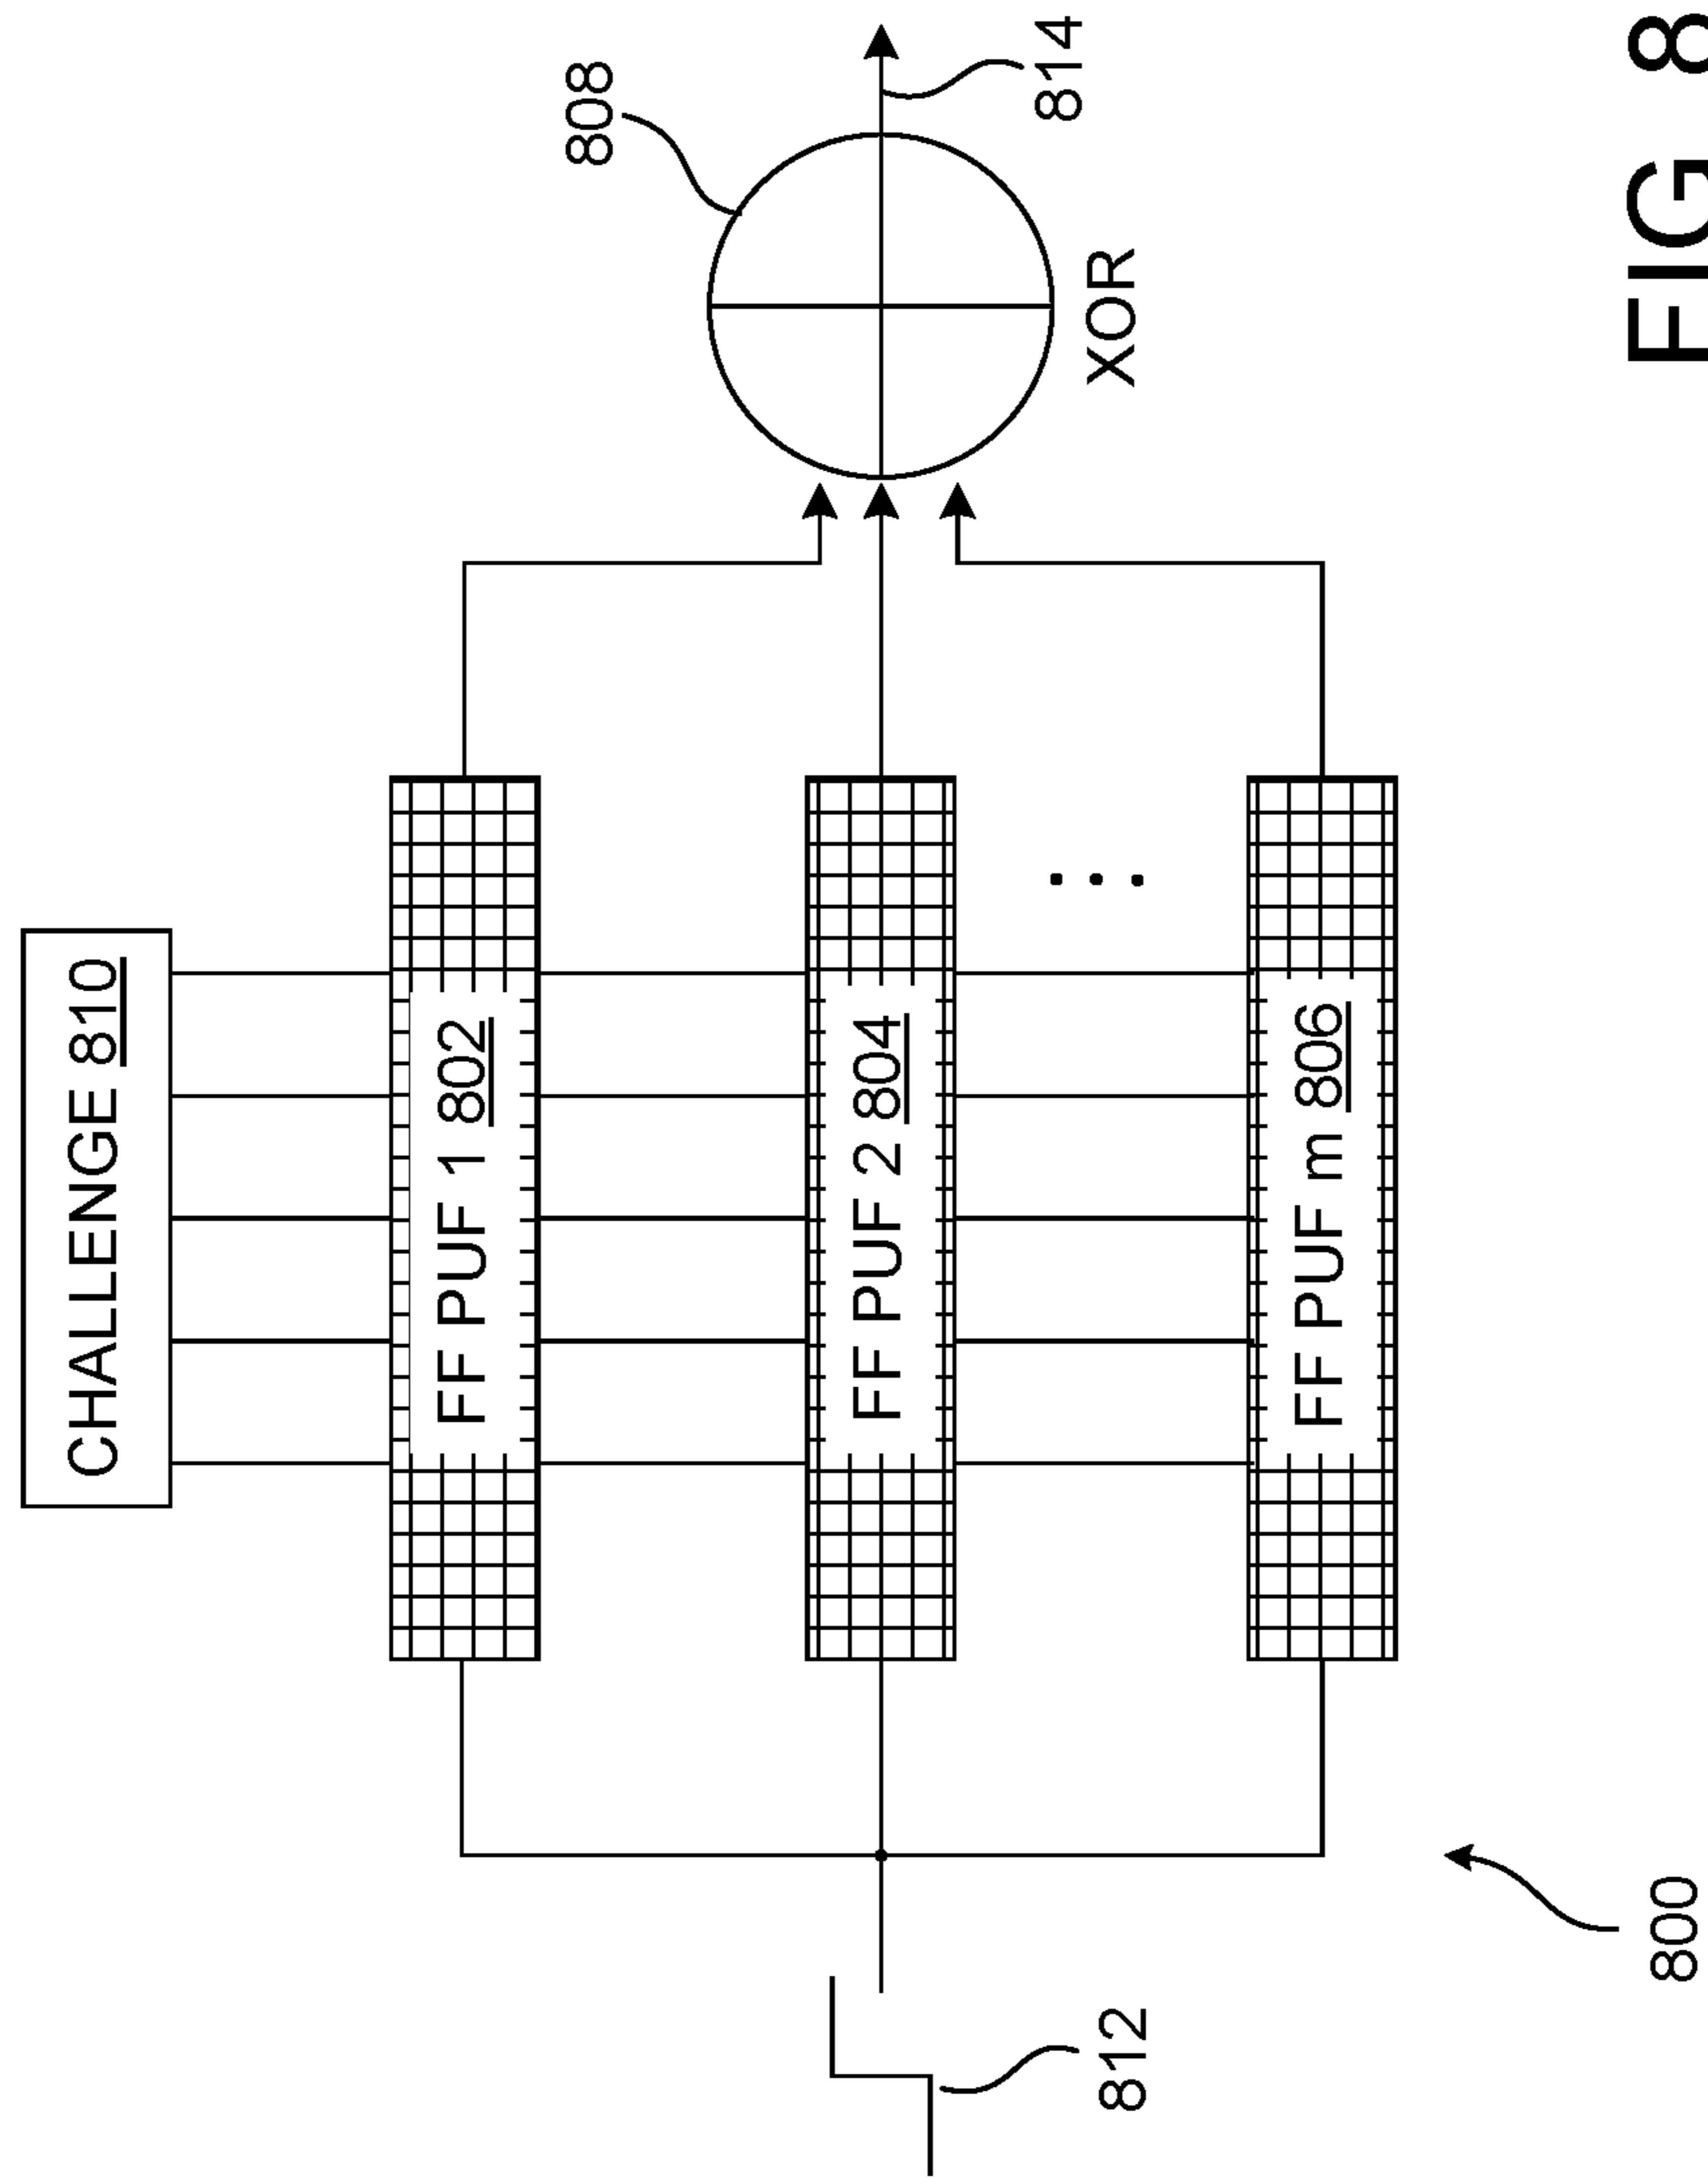 CHALLENGE 810
FF PUF 1 802
FF PUF 2 804
...
FF PUF m 806
808
814
XOR
812
800
FIG 8